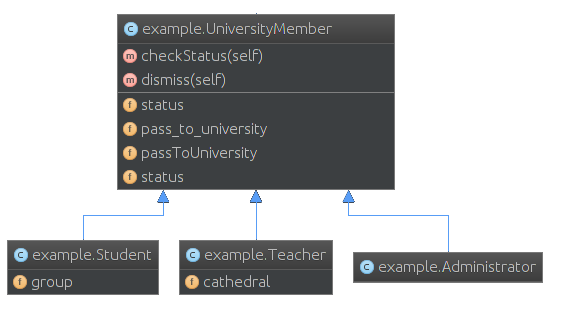 C example.UniversityMember
m checkStatus(self)
m dismiss(self)
f status
f pass_to_university
f passToUniversity
f status
C example.Student
f group
C example.Teacher
f cathedral
C example.Administrator